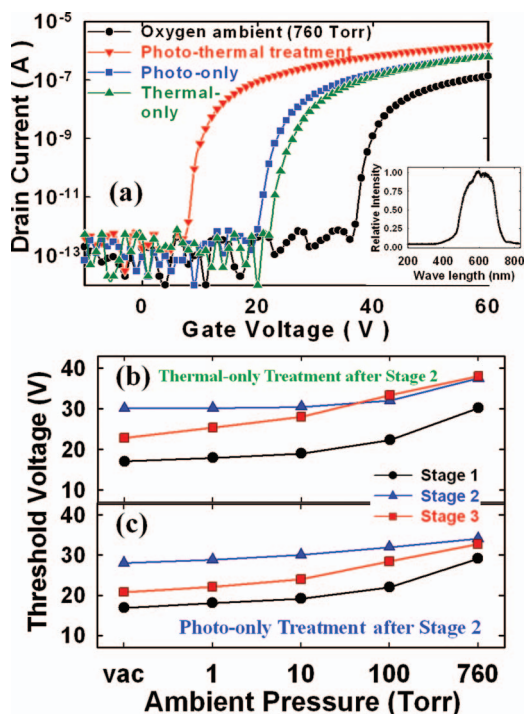 10⁻⁵
10⁻⁷
10⁻⁹
10⁻¹¹
10⁻¹³
Drain Current ( A )
Oxygen ambient (760 Torr)
Photo-thermal treatment
Photo-only
Thermal-
only
(a)
Relative Intensity
1.00
0.75
0.50
0.25
0.00
200 400 600 800
Wave length (nm)
0 20 40 60
Gate Voltage ( V )
Threshold Voltage (V)
40
30
20
10
(b)
Thermal-only Treatment after Stage 2
Stage 1
Stage 2
Stage 3
40
30
20
10
(c)
Photo-only Treatment after Stage 2
vac 1 10 100 760
Ambient Pressure (Torr)